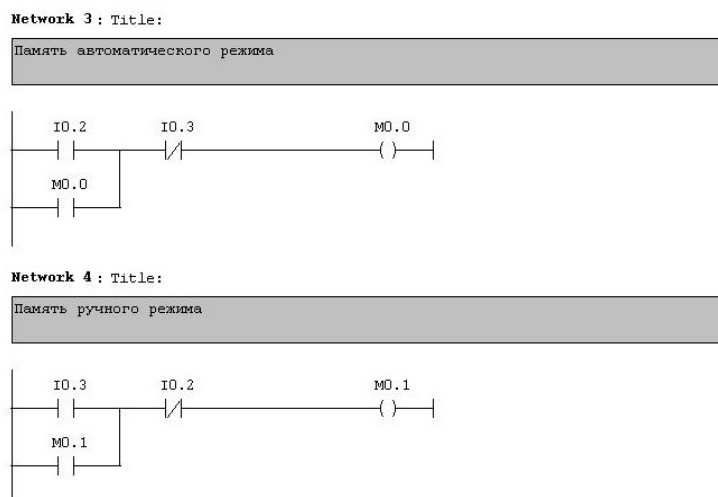 Network 3 : Title:
Память автоматического режима
I0.2 I0.3 M0.0
M0.0
Network 4 : Title:
Память ручного режима
I0.3 I0.2 M0.1
M0.1